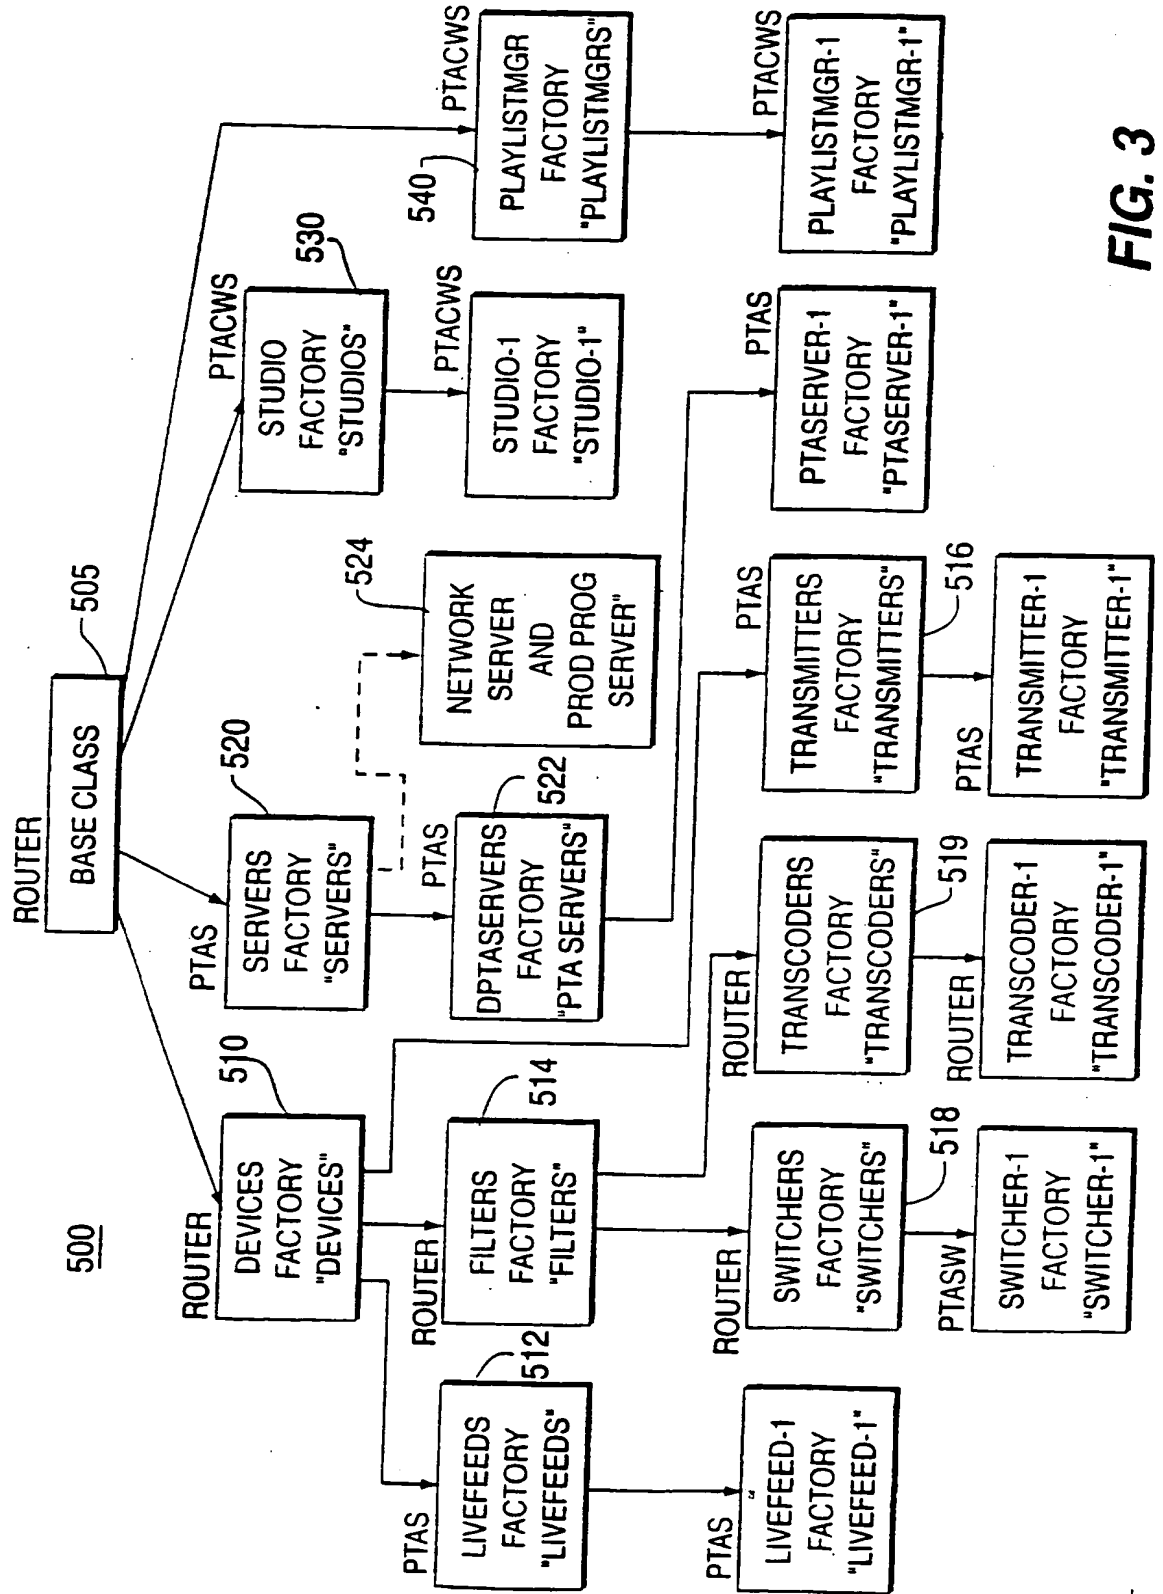 500
ROUTER
BASE CLASS
505
ROUTER
DEVICES
FACTORY
"DEVICES"
510
PTAS
SERVERS
FACTORY
"SERVERS"
520
PTACWS
STUDIO
FACTORY
"STUDIOS"
530
PTAS
LIVEFEEDS
FACTORY
"LIVEFEEDS"
512
ROUTER
FILTERS
FACTORY
"FILTERS"
514
PTAS
DPTASERVERS
FACTORY
"PTA SERVERS"
522
NETWORK
SERVER
AND
PROD PROG
SERVER"
524
PTACWS
STUDIO-1
FACTORY
"STUDIO-1"
540
PTACWS
PLAYLISTMGR
FACTORY
"PLAYLISTMGRS"
PTAS
LIVEFEED-1
FACTORY
"LIVEFEED-1"
ROUTER
SWITCHERS
FACTORY
"SWITCHERS"
518
ROUTER
TRANSCODERS
FACTORY
"TRANSCODERS"
519
PTAS
TRANSMITTERS
FACTORY
"TRANSMITTERS"
516
PTAS
PTASERVER-1
FACTORY
"PTASERVER-1"
PTACWS
PLAYLISTMGR-1
FACTORY
"PLAYLISTMGR-1"
PTASW
SWITCHER-1
FACTORY
"SWITCHER-1"
ROUTER
TRANSCODER-1
FACTORY
"TRANSCODER-1"
PTAS
TRANSMITTER-1
FACTORY
"TRANSMITTER-1"
FIG. 3